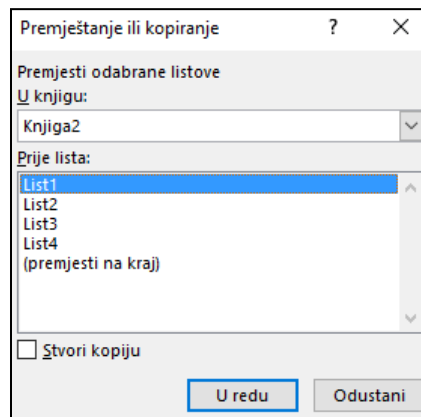 Premještanje ili kopiranje ? ×
Premjesti odabrane listove
U knjigu:
Knjiga2
Prije lista:
List1
List2
List3
List4
(premjesti na kraj)
Stvori kopiju
U redu Odustani